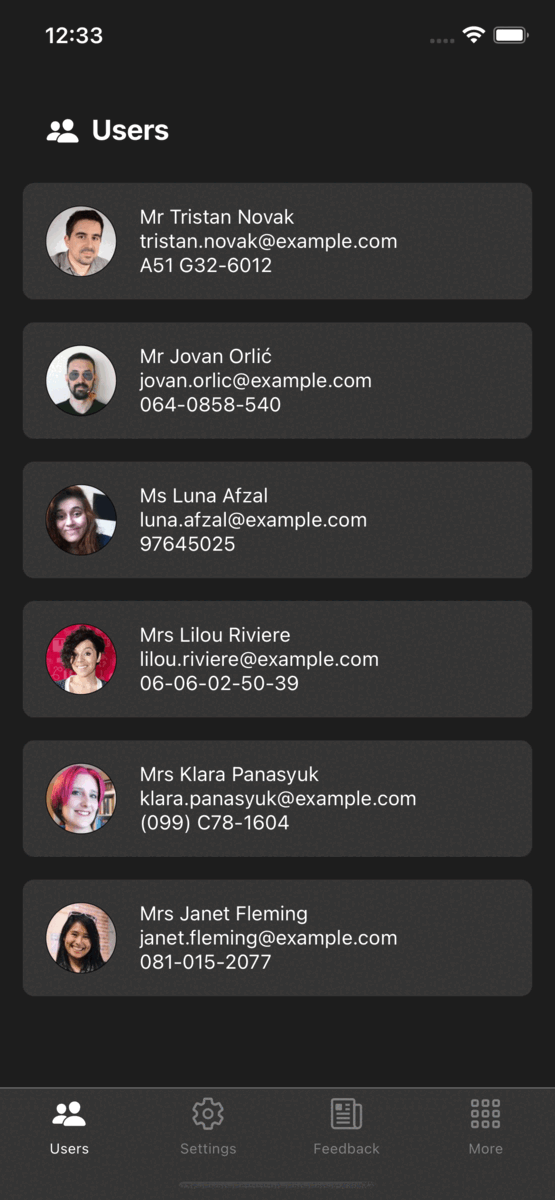 12:33
Users
Mr Tristan Novak
tristan.novak@example.com
A51 G32-6012
Mr Jovan Orlić
jovan.orlic@example.com
064-0858-540
Ms Luna Afzal
luna.afzal@example.com
97645025
Mrs Lilou Riviere
lilou.riviere@example.com
06-06-02-50-39
Mrs Klara Panasyuk
klara.panasyuk@example.com
(099) C78-1604
Mrs Janet Fleming
janet.fleming@example.com
081-015-2077
Users Settings Feedback More